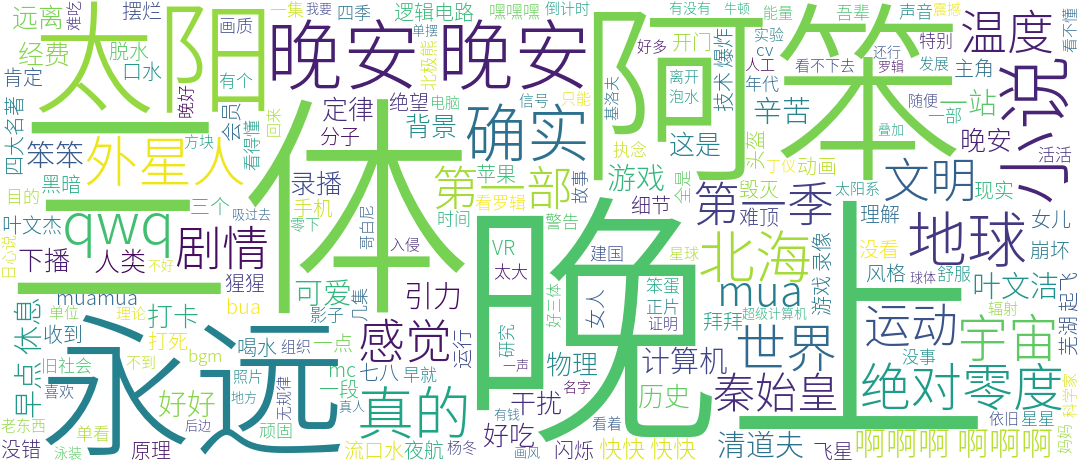 远离
谁吃
摆烂
经费
脱水
口水
肯定
有个
四大名著
会员
晚好
笨笨
看得懂
方块
回来
黑暗
目的
三个
叶文杰
吸过去
日心说
qwq
剧情
下播
人类
不好
猩猩
muamua
单位
理论
bua
打卡
打死
不到
收到
早点
休息
旧社会
bgm
喝水
组织
喜欢
照片
地方
无规律
老东西
单看
好好
顽固
没错
泳装
原理
后边
永远
太阳
画质
一集
我要
四季
单摆
逻辑电路
嘿嘿嘿
倒计时
北极熊
晚安
晚安
定律
绝望
电脑
信号
只能
分子
背景
外星人
录播
手机
零下
三体
苹果
第一部
看罗辑
故事
时间
哥白尼
入侵
VR
太大
警告
可爱
影子
几集
引力
感觉
一点
mc
一段
七八
早就
运行
研究
一声
真的
干扰
流口水
夜航
杨冬
好吃
有钱
画风
名字
真人
确实
阿笨
晚上
有没有
牛顿
能量
好多
开门
技术
爆炸
cv
实验
人工
年代
离开
泡水
看不下去
基洛夫
这是
辛苦
头盔
执念
丁仪
动画
游戏
全是
毁灭
细节
第一季
难顶
建国
星球
北海
游戏
录像
好三体
女人
笨蛋
正片
证明
mua
拜拜
超级计算机
物理
计算机
世界
历史
秦始皇
看着
闪烁
快快
快快
清道夫
飞星
吾辈
声音
震撼
看不懂
还行
罗辑
特别
发展
主角
温度
随便
一部
一站
叠加
晚安
小说
活活
文明
现实
太阳系
理解
女儿
没看
地球
崩坏
风格
球体
舒服
叶文洁
辐射
芜湖
起飞
运动
宇宙
没事
绝对零度
依旧
星星
科学家
妈妈
啊啊啊
啊啊啊